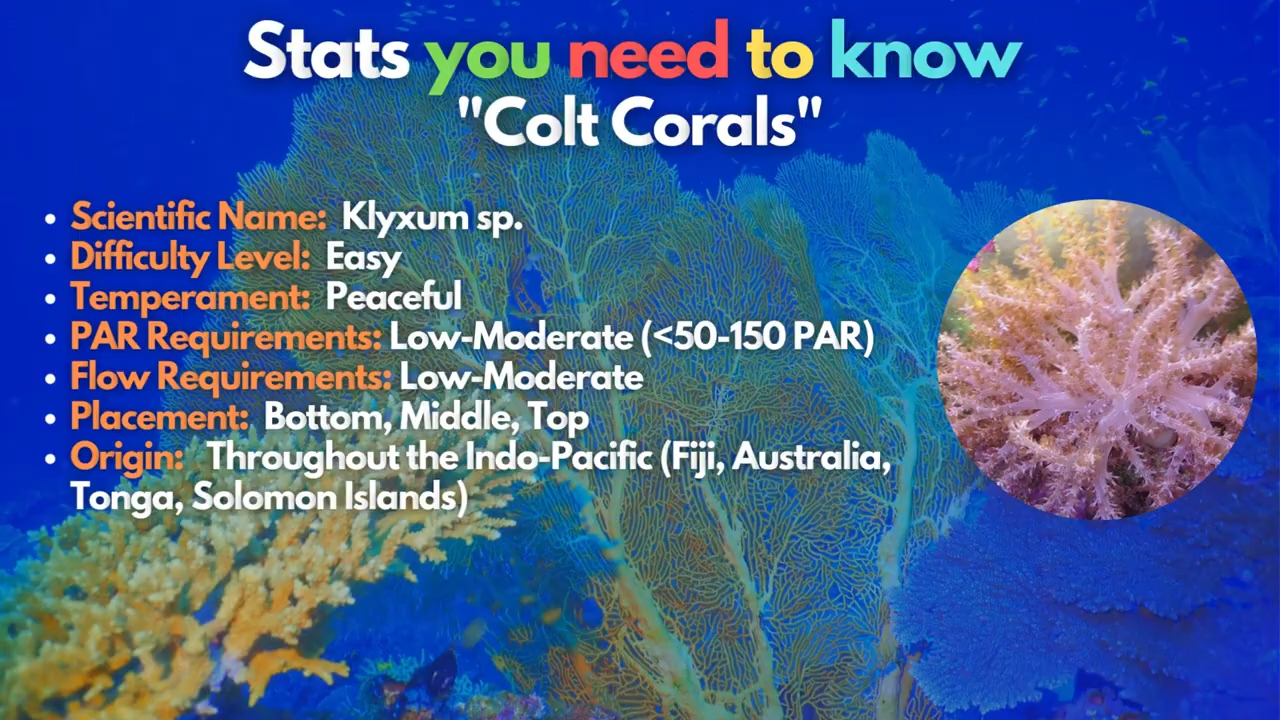 Stats you need to know
"Colt Corals"
• Scientific Name: Klyxum sp.
• Difficulty Level: Easy
• Temperament: Peaceful
• PAR Requirements: Low-Moderate (<50-150 PAR)
• Flow Requirements: Low-Moderate
• Placement: Bottom, Middle, Top
• Origin: Throughout the Indo-Pacific (Fiji, Australia,
Tonga, Solomon Islands)